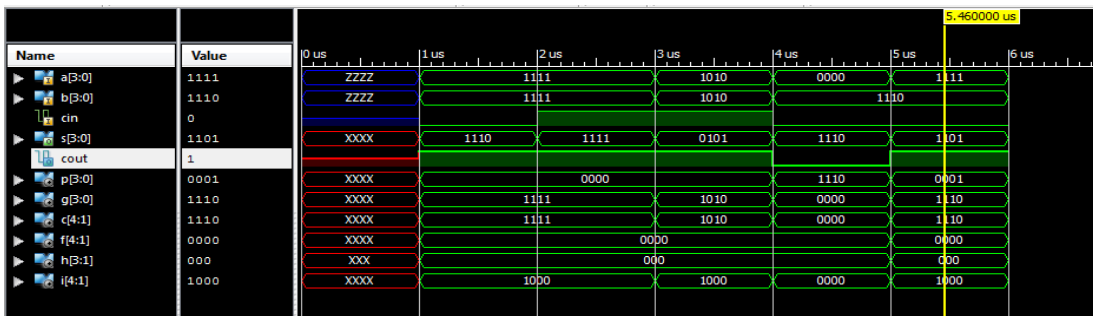 5.460000 us
Name Value 0 us 1 us 2 us 3 us 4 us 5 us 6 us
a[3:0] 1111 ZZZZ 1111 1010 0000 1111
b[3:0] 1110 ZZZZ 1111 1010 1110
cin 0
s[3:0] 1101 XXXX 1110 1111 0101 1110 1101
cout 1
p[3:0] 0001 XXXX 0000 1110 0001
g[3:0] 1110 XXXX 1111 1010 0000 1110
c[4:1] 1110 XXXX 1111 1010 0000 1110
f[4:1] 0000 XXXX 0000 0000
h[3:1] 000 XXX 000 000
i[4:1] 1000 XXXX 1000 1000 0000 1000